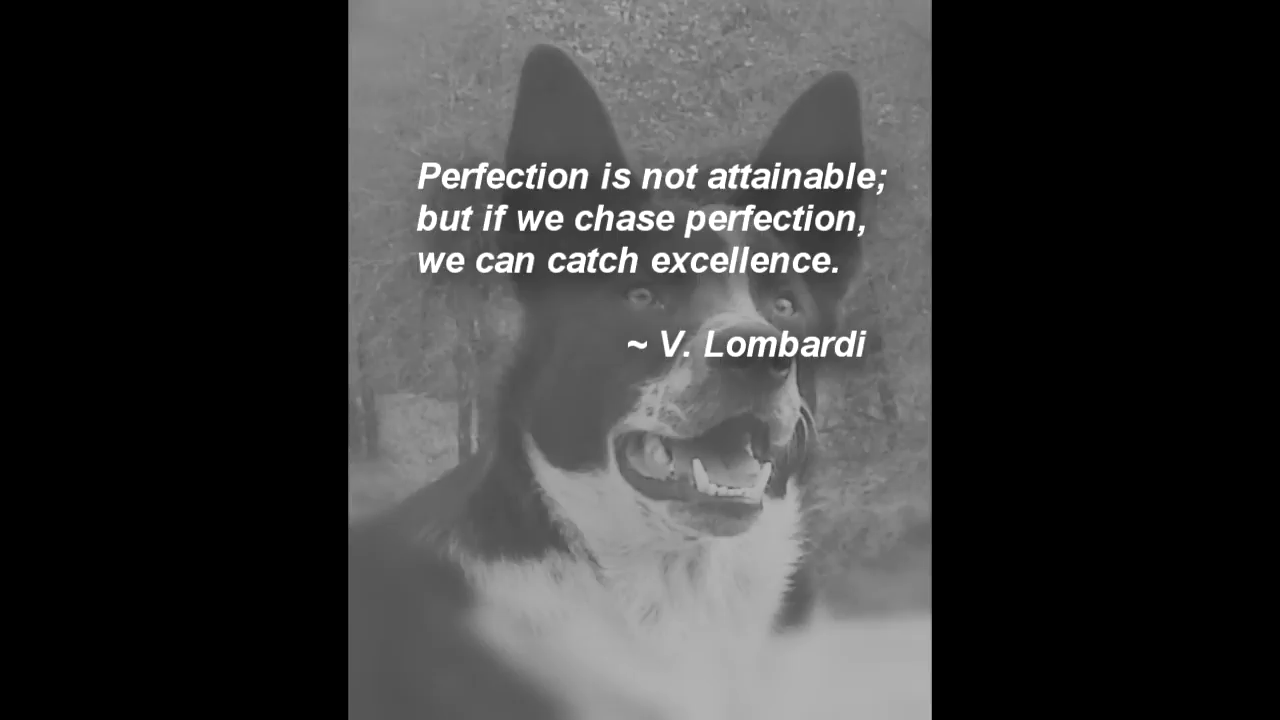 Perfection is not attainable;
but if we chase perfection,
we can catch excellence.
~ V. Lombardi